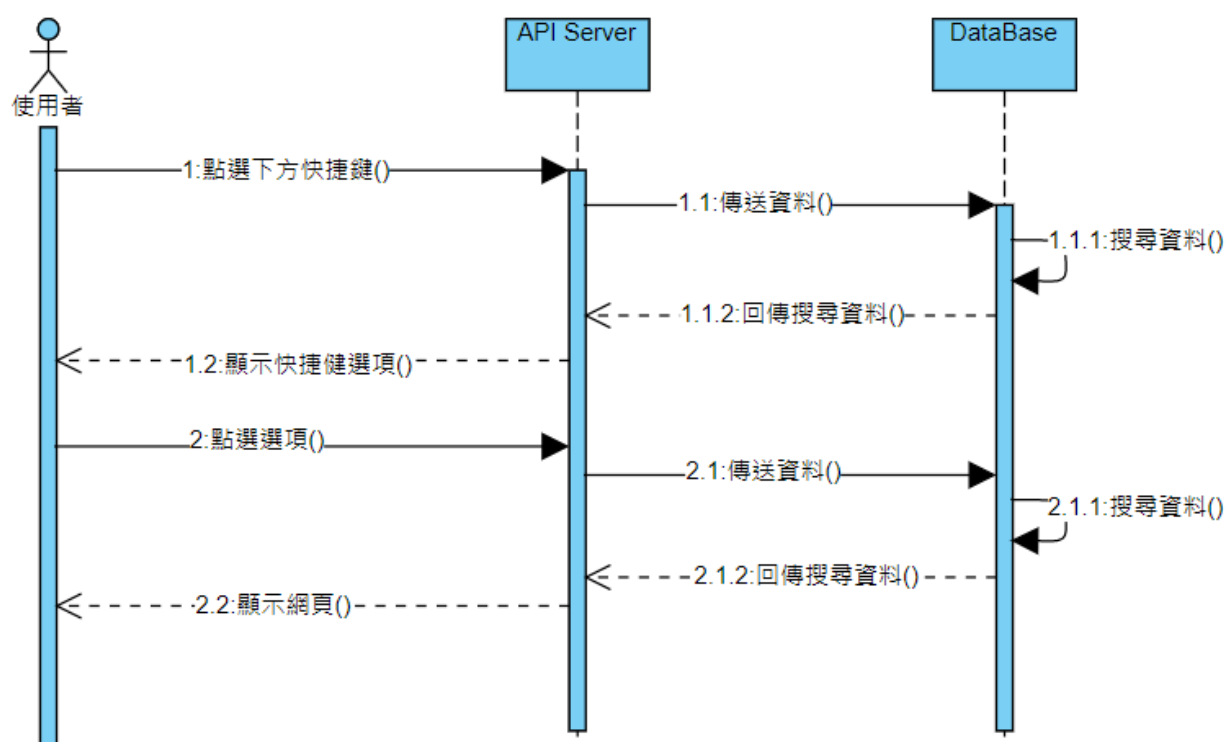 API Server
DataBase
使用者
1:點選下方快捷鍵()
1.1:傳送資料()
1.1.1:搜尋資料()
1.1.2:回傳搜尋資料()
1.2:顯示快捷健選項()
2:點選選項()
2.1:傳送資料()
2.1.1:搜尋資料()
2.1.2:回傳搜尋資料()
2.2:顯示網頁()